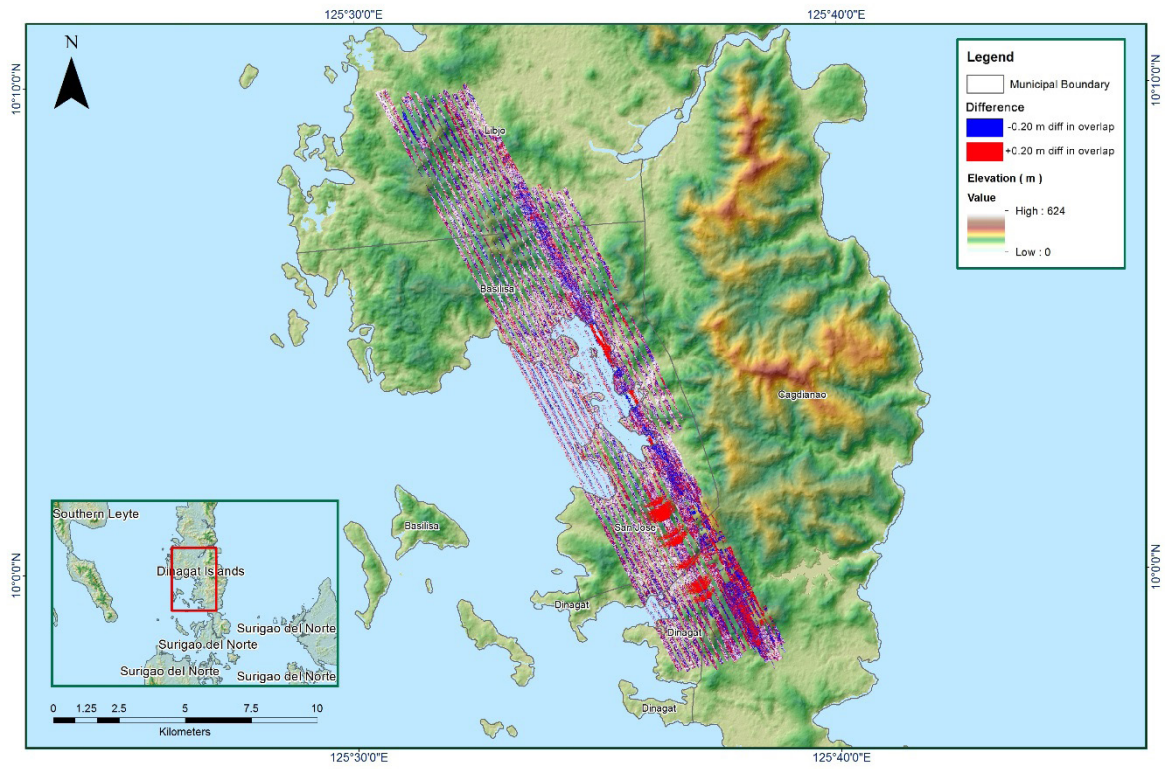 125°30'0"E
125°40'0"E
N
10°10'0"N
10°10'0"N
Legend
Municipal Boundary
Difference
-0.20 m diff in overlap
+0.20 m diff in overlap
Elevation ( m )
Value
High : 624
Low : 0
Libjo
Basilisa
Cagdianao
San Jose
Basilisa
Dinagat
Dinagat
Dinagat
10°0'0"N
10°0'0"N
Southern Leyte
Dinagat Islands
Surigao del Norte
Surigao del Norte
Surigao del Norte
Surigao del Norte
0 1.25 2.5 5 7.5 10
Kilometers
125°30'0"E
125°40'0"E